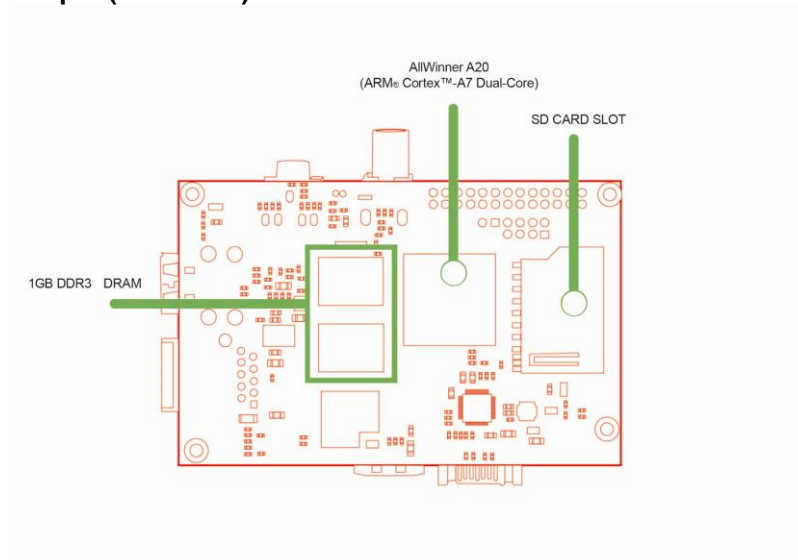 AllWinner A20
(ARM® Cortex™-A7 Dual-Core)
SD CARD SLOT
1GB DDR3 DRAM